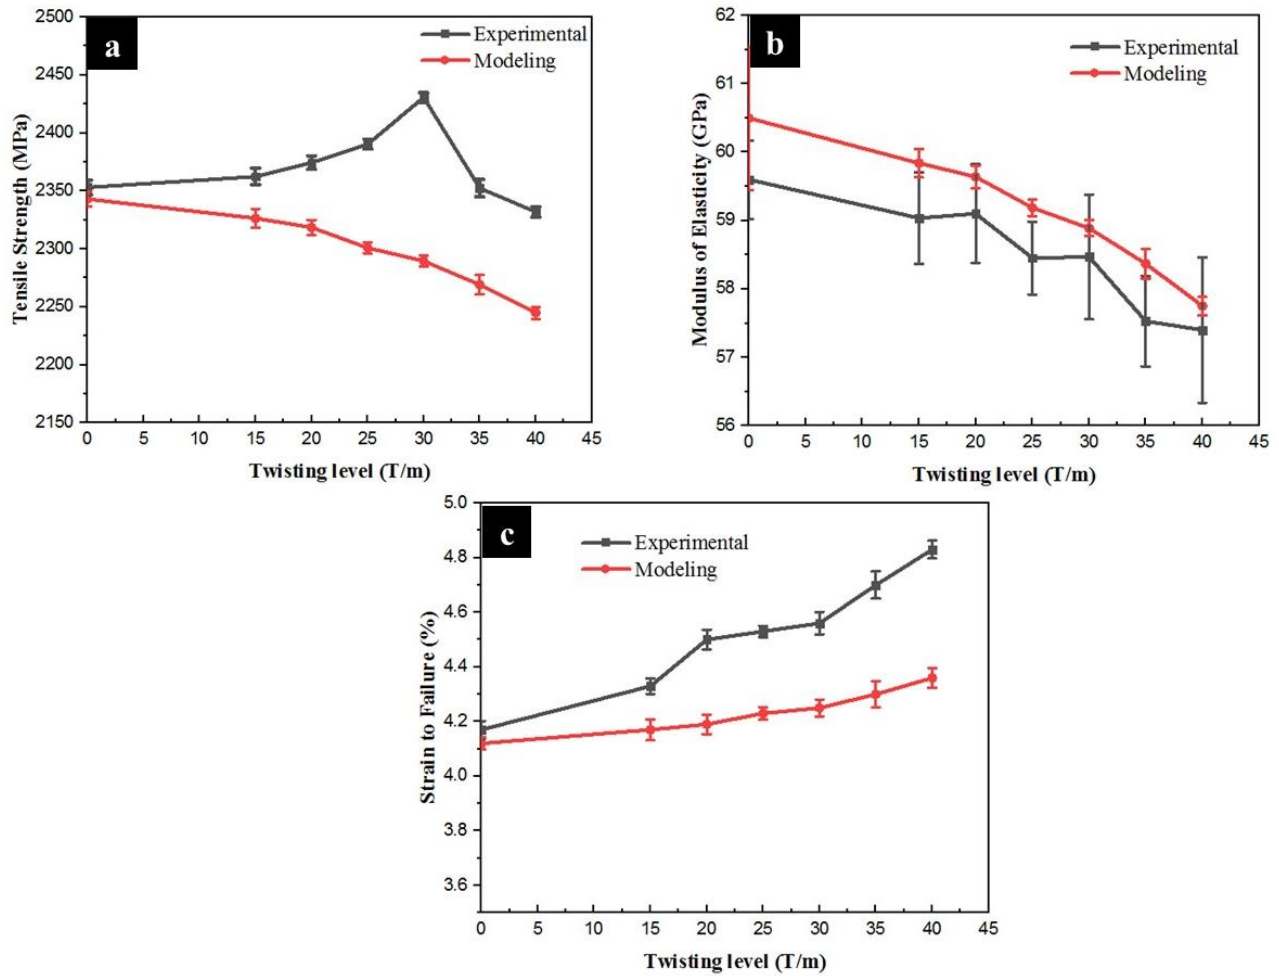 a
Experimental
Modeling
2500
2450
2400
2350
2300
2250
2200
2150
Tensile Strength (MPa)
0 5 10 15 20 25 30 35 40 45
Twisting level (T/m)
b
Experimental
Modeling
62
61
60
59
58
57
56
Modulus of Elasticity (GPa)
0 5 10 15 20 25 30 35 40 45
Twisting level (T/m)
c
Experimental
Modeling
5.0
4.8
4.6
4.4
4.2
4.0
3.8
3.6
Strain to Failure (%)
0 5 10 15 20 25 30 35 40 45
Twisting level (T/m)